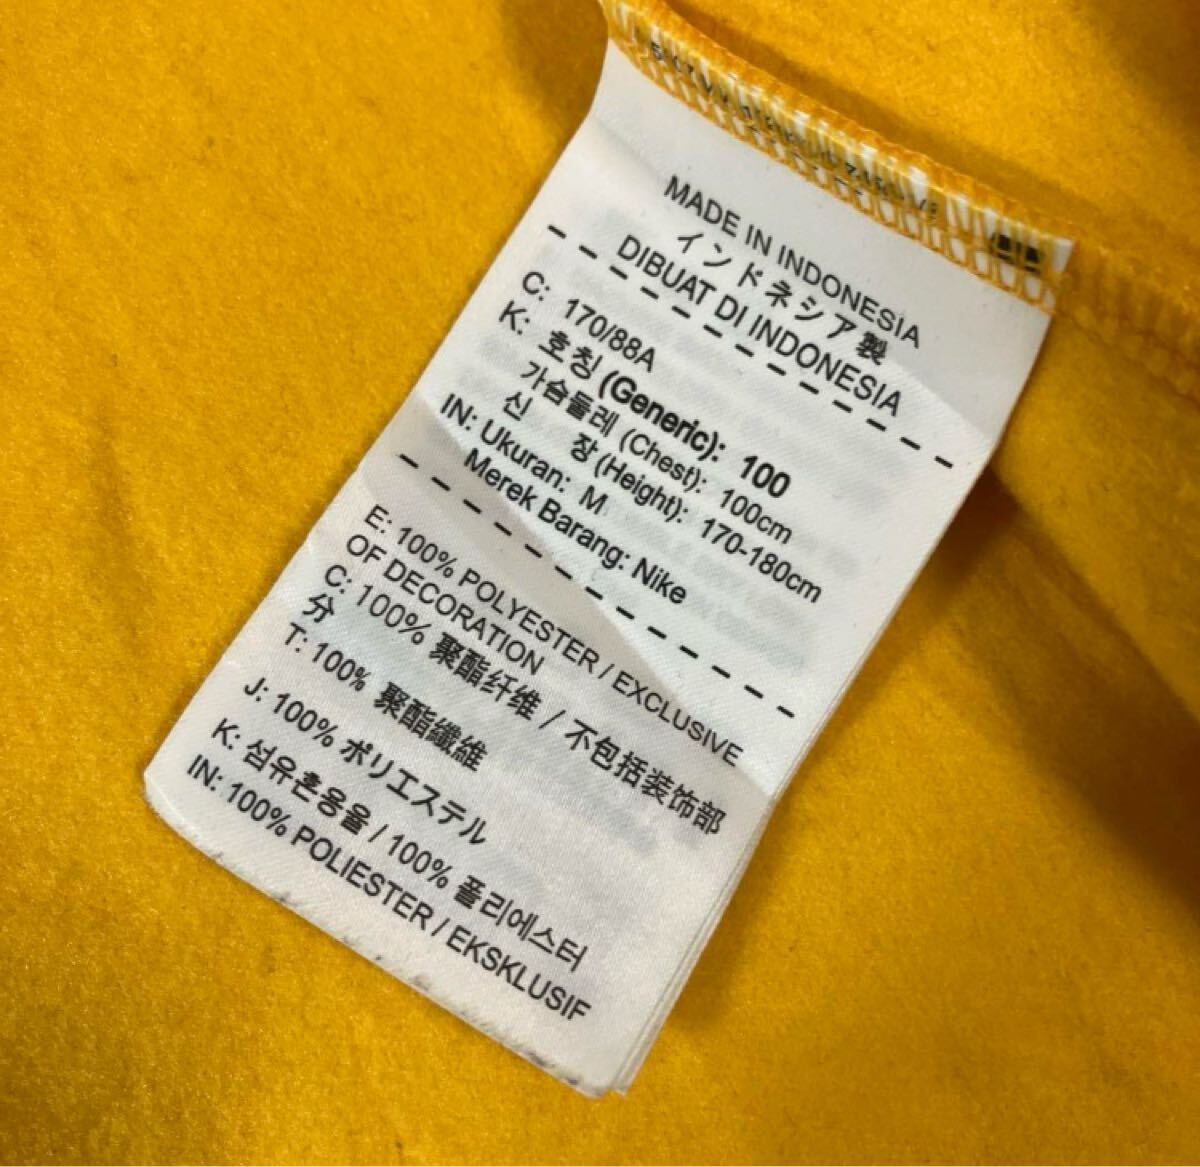 MADE IN INDONESIA
インドネシア製
DIBUAT DI INDONESIA
C: 170/88A
K: 호칭 (Generic): 100
가슴둘레 (Chest): 100cm
신 장 (Height): 170-180cm
IN: Ukuran: M
Merek Barang: Nike
E: 100% POLYESTER / EXCLUSIVE
OF DECORATION
C: 100% 聚酯纤维 / 不包括装饰部
分
T: 100% 聚酯纖維
J: 100% ポリエステル
K: 섬유혼용율 / 100% 폴리에스터
IN: 100% POLIESTER / EKSKLUSIF